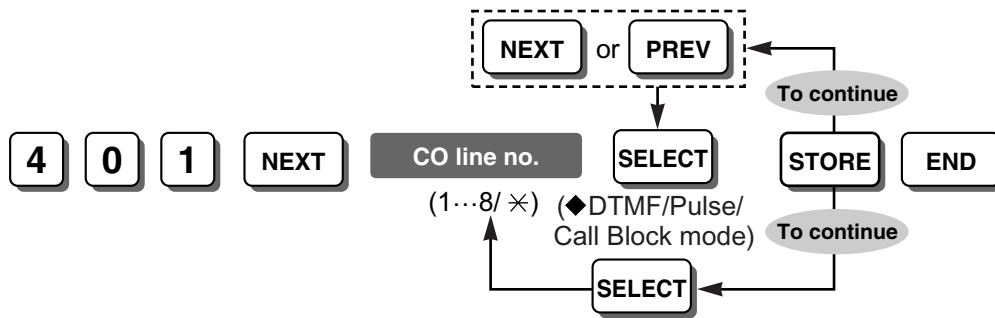 NEXT or PREV
To continue
4 0 1 NEXT CO line no. SELECT STORE END
(1···8/ ✳) (◆DTMF/Pulse/
Call Block mode)
To continue
SELECT